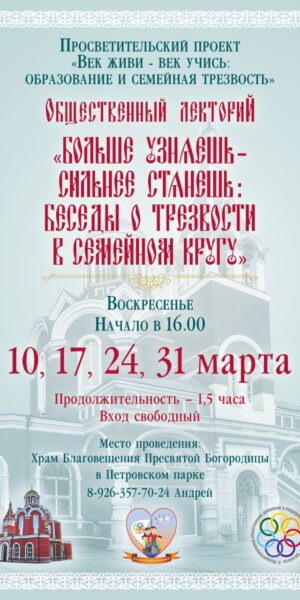 Просветительский проект
«Век живи - век учись:
образование и семейная трезвость»
Общественный лекторий
«Больше узнаешь-
сильнее станешь:
беседы о трезвости
в семейном кругу»
Воскресенье
Начало в 16.00
10, 17, 24, 31 марта
Продолжительность – 1,5 часа
Вход свободный
Место проведения:
Храм Благовещения Пресвятой Богородицы
в Петровском парке
8-926-357-70-24 Андрей